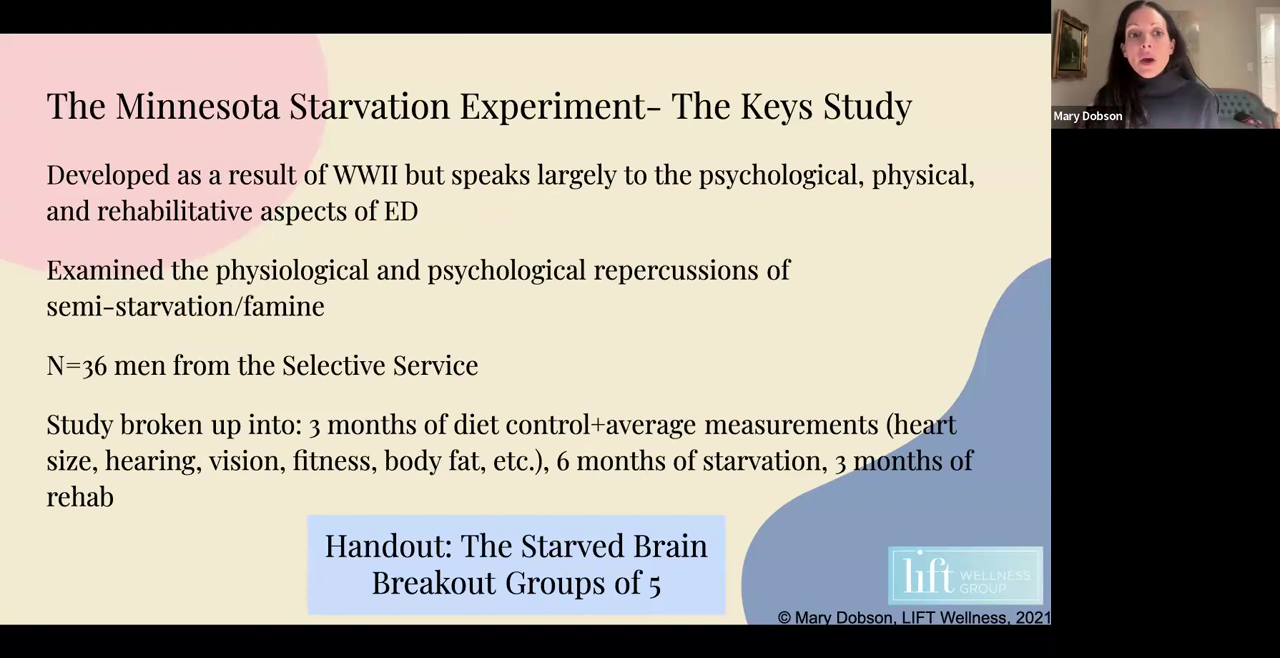 The Minnesota Starvation Experiment- The Keys Study
Developed as a result of WWII but speaks largely to the psychological, physical,
and rehabilitative aspects of ED
Examined the physiological and psychological repercussions of
semi-starvation/famine
N=36 men from the Selective Service
Study broken up into: 3 months of diet control+average measurements (heart
size, hearing, vision, fitness, body fat, etc.), 6 months of starvation, 3 months of
rehab
Handout: The Starved Brain
Breakout Groups of 5
lift WELLNESS
GROUP
© Mary Dobson, LIFT Wellness, 2021
Mary Dobson